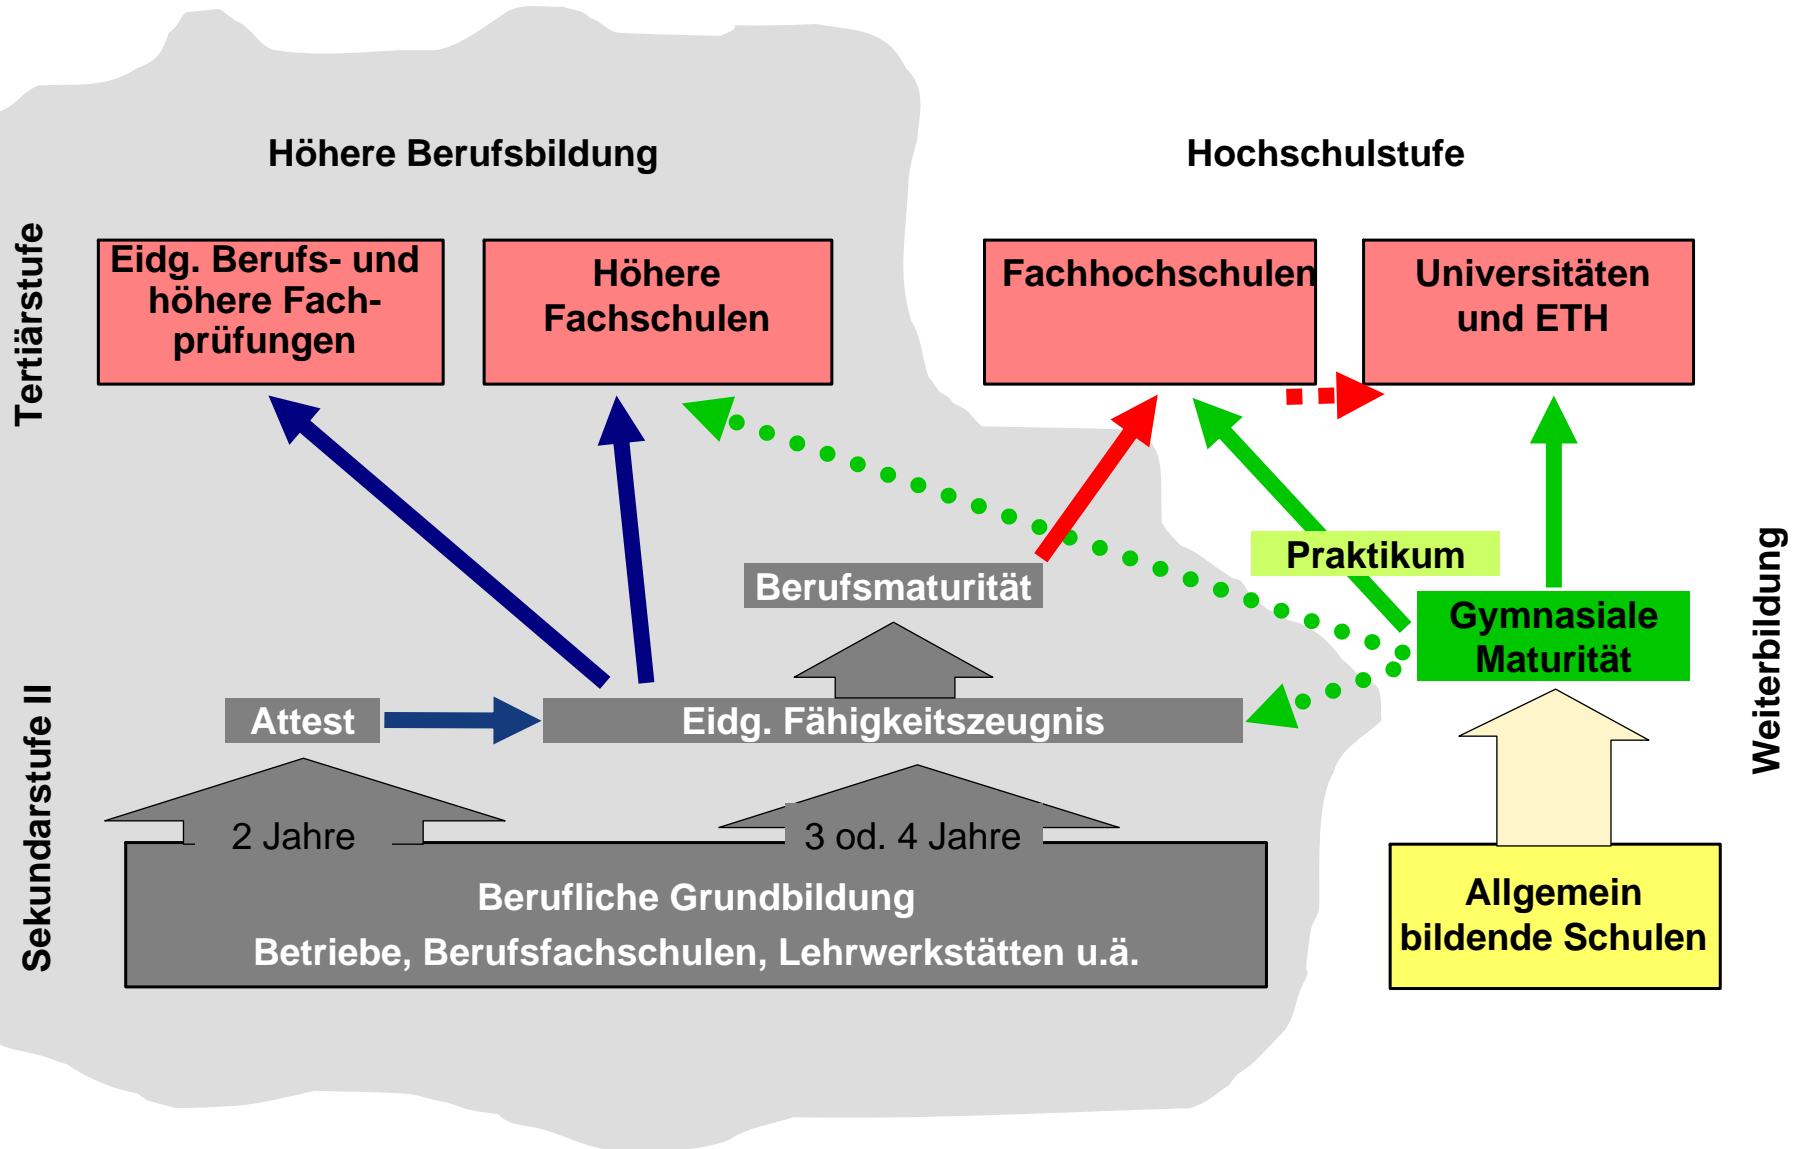 Höhere Berufsbildung
Hochschulstufe
Tertiärstufe
Eidg. Berufs- und
höhere Fach-
prüfungen
Höhere
Fachschulen
Fachhochschulen
Universitäten
und ETH
Praktikum
Berufsmaturität
Gymnasiale
Maturität
Weiterbildung
Sekundarstufe II
Attest
Eidg. Fähigkeitszeugnis
2 Jahre
3 od. 4 Jahre
Berufliche Grundbildung
Betriebe, Berufsfachschulen, Lehrwerkstätten u.ä.
Allgemein
bildende Schulen